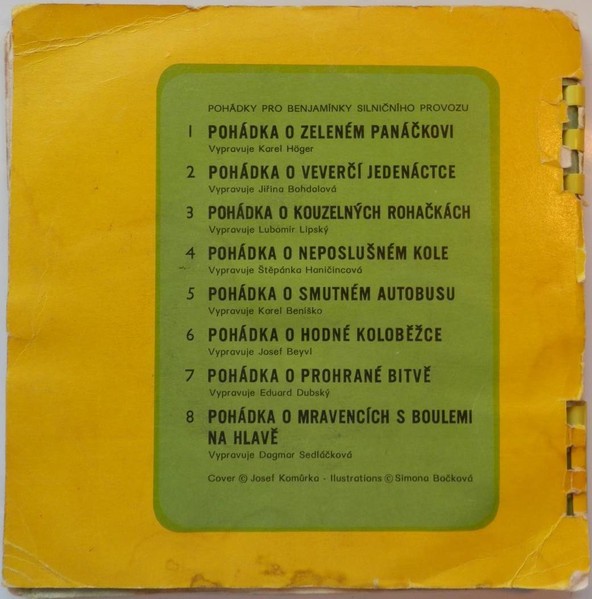 POHÁDKY PRO BENJAMÍNKY SILNIČNÍHO PROVOZU
1 POHÁDKA O ZELENÉM PANÁČKOVI
Vypravuje Karel Höger
2 POHÁDKA O VEVERČÍ JEDENÁCTCE
Vypravuje Jiřina Bohdalová
3 POHÁDKA O KOUZELNÝCH ROHAČKÁCH
Vypravuje Lubomír Lipský
4 POHÁDKA O NEPOSLUŠNÉM KOLE
Vypravuje Štěpánka Haničincová
5 POHÁDKA O SMUTNÉM AUTOBUSU
Vypravuje Karel Beníško
6 POHÁDKA O HODNÉ KOLOBĚŽCE
Vypravuje Josef Beyvl
7 POHÁDKA O PROHRANÉ BITVĚ
Vypravuje Eduard Dubský
8 POHÁDKA O MRAVENCÍCH S BOULEMI
NA HLAVĚ
Vypravuje Dagmar Sedláčková
Cover © Josef Kamůrka - Ilustrations © Simona Bočková